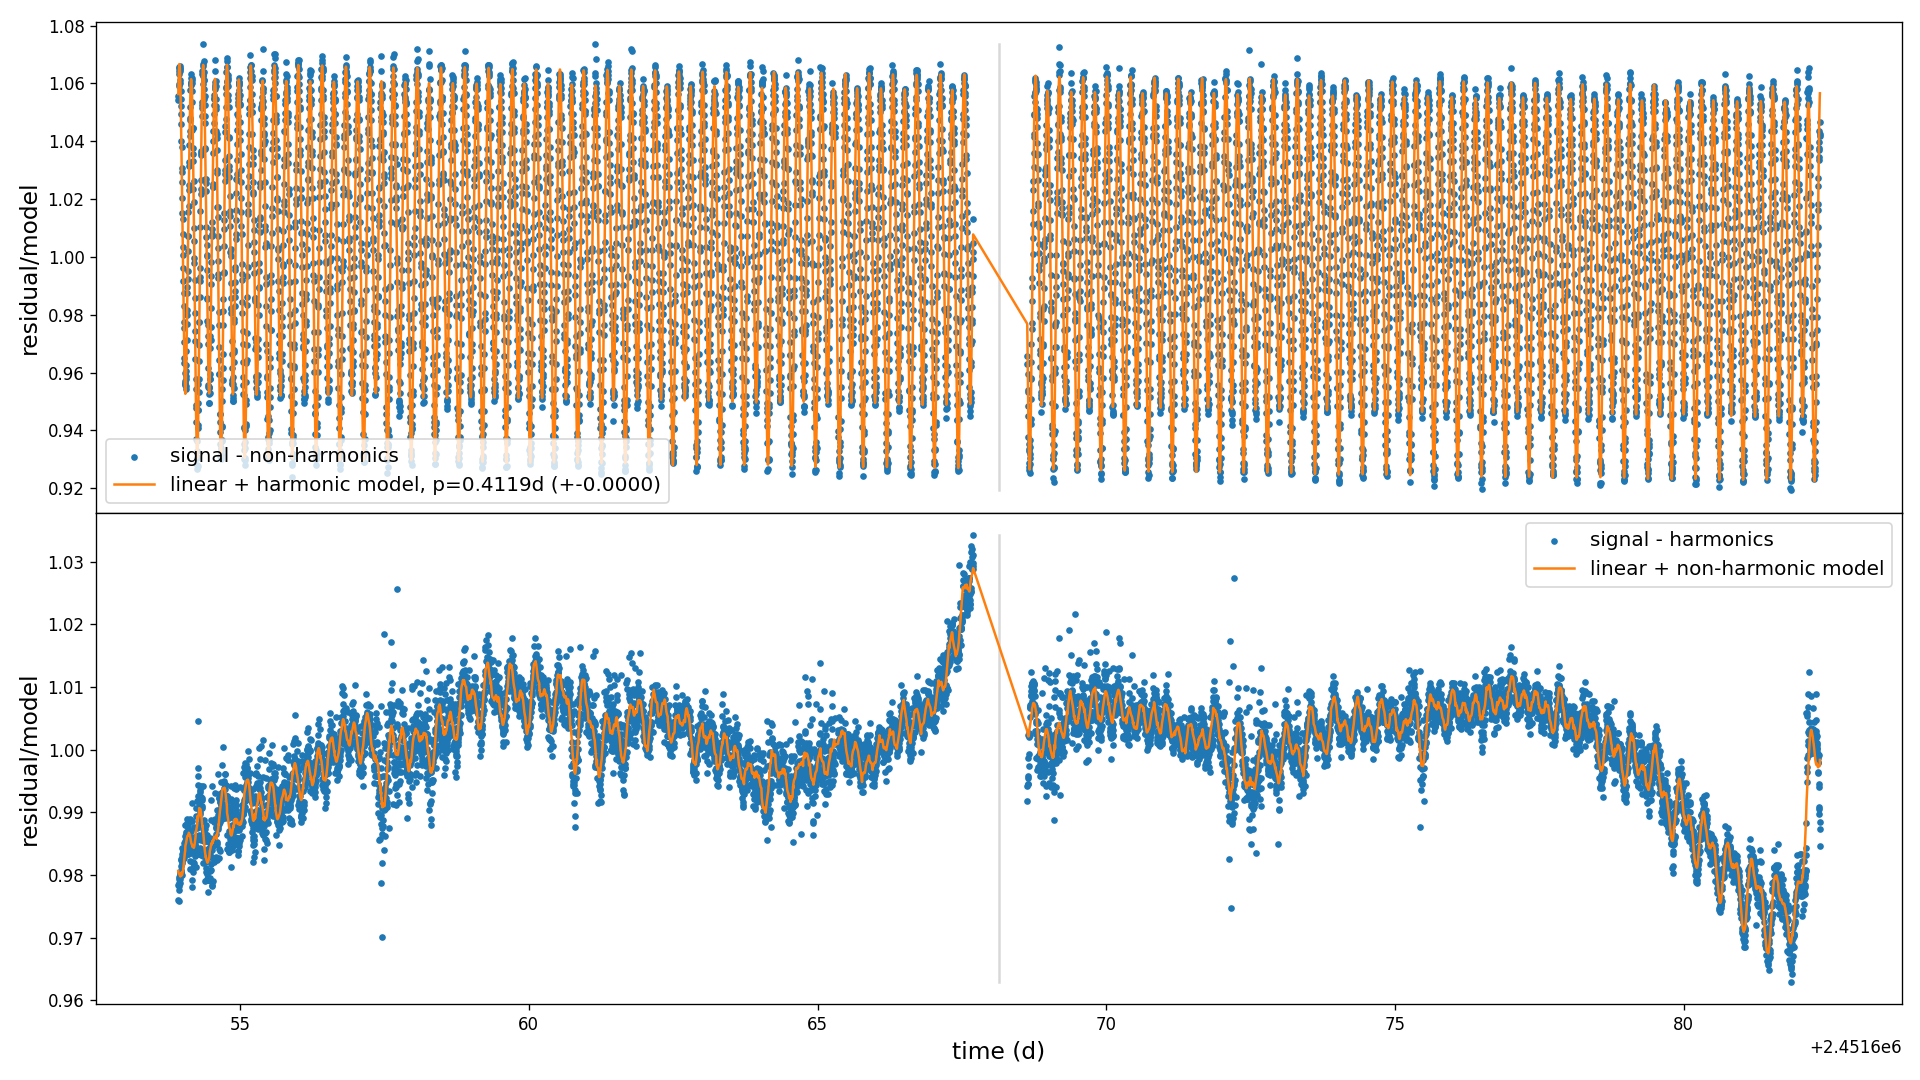 1.08
1.06
1.04
1.02
1.00
0.98
0.96
0.94
0.92
residual/model
signal - non-harmonics
linear + harmonic model, p=0.4119d (+-0.0000)
1.03
1.02
1.01
1.00
0.99
0.98
0.97
0.96
residual/model
signal - harmonics
linear + non-harmonic model
55 60 65 70 75 80
time (d)
+2.4516e6